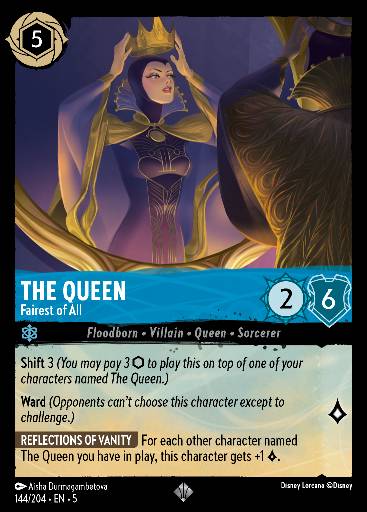 5
THE QUEEN
Fairest of All
2
6
Floodborn • Villain • Queen • Sorcerer
Shift 3 (You may pay 3 ⬡ to play this on top of one of your
characters named The Queen.)
Ward (Opponents can't choose this character except to
challenge.)
REFLECTIONS OF VANITY For each other character named
The Queen you have in play, this character gets +1 ◊.
Aisha Durmagambetova
144/204 • EN • 5
Disney Lorcana ©Disney